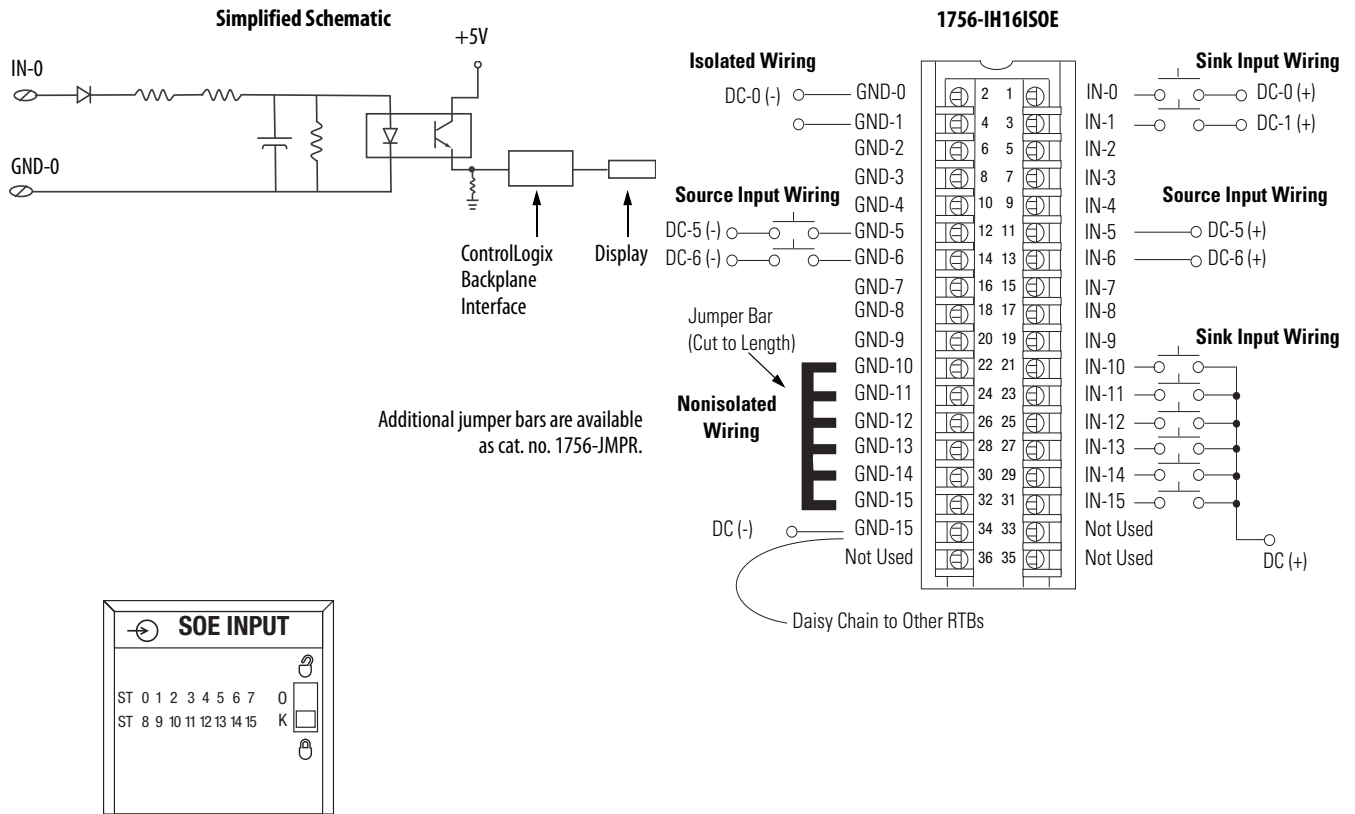 Simplified Schematic
+5V
IN-0
GND-0
ControlLogix
Backplane
Interface
Display
Additional jumper bars are available
as cat. no. 1756-JMPR.
SOE INPUT
ST 0 1 2 3 4 5 6 7 O
ST 8 9 10 11 12 13 14 15 K
1756-IH16ISOE
Isolated Wiring
Sink Input Wiring
DC-0 (-) GND-0 2 1 IN-0 DC-0 (+)
GND-1 4 3 IN-1 DC-1 (+)
GND-2 6 5 IN-2
GND-3 8 7 IN-3
Source Input Wiring
GND-4 10 9 IN-4
Source Input Wiring
DC-5 (-) GND-5 12 11 IN-5 DC-5 (+)
DC-6 (-) GND-6 14 13 IN-6 DC-6 (+)
GND-7 16 15 IN-7
GND-8 18 17 IN-8
Jumper Bar
(Cut to Length)
GND-9 20 19 IN-9
Sink Input Wiring
GND-10 22 21 IN-10
GND-11 24 23 IN-11
Nonisolated
Wiring
GND-12 26 25 IN-12
GND-13 28 27 IN-13
GND-14 30 29 IN-14
GND-15 32 31 IN-15
DC (-) GND-15 34 33 Not Used
Not Used 36 35 Not Used
DC (+)
Daisy Chain to Other RTBs